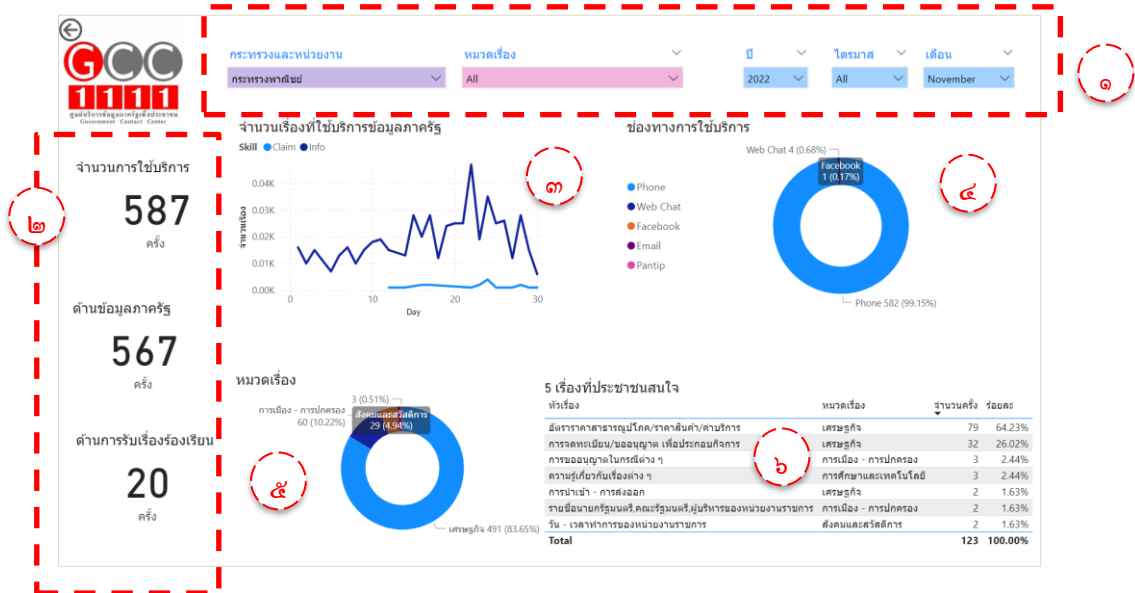 GCC
1111
ศูนย์บริการข้อมูลภาครัฐเพื่อประชาชน
Government Contact Center
กระทรวงและหน่วยงาน
กระทรวงพาณิชย์
หมวดเรื่อง
All
ปี
2022
ไตรมาส
All
เดือน
November
๑
จำนวนการใช้บริการ
587
ครั้ง
๒
ด้านข้อมูลภาครัฐ
567
ครั้ง
ด้านการรับเรื่องร้องเรียน
20
ครั้ง
จำนวนเรื่องที่ใช้บริการข้อมูลภาครัฐ
Skill Claim Info
๓
จำนวนเรื่อง
0.04K
0.03K
0.02K
0.01K
0.00K
0 10 20 30
Day
ช่องทางการใช้บริการ
Web Chat 4 (0.68%)
Facebook
1 (0.17%)
Phone
Web Chat
Facebook
Email
Pantip
Phone 582 (99.15%)
๔
หมวดเรื่อง
3 (0.51%)
การเมือง - การปกครอง
60 (10.22%)
สังคมและสวัสดิการ
29 (4.94%)
เศรษฐกิจ 491 (83.65%)
๕
5 เรื่องที่ประชาชนสนใจ
หัวเรื่อง หมวดเรื่อง จำนวนครั้ง ร้อยละ
อัตราราคาสาธารณูปโภค/ราคาสินค้า/ค่าบริการ เศรษฐกิจ 79 64.23%
การจดทะเบียน/ขออนุญาต เพื่อประกอบกิจการ เศรษฐกิจ 32 26.02%
การขออนุญาตในกรณีต่าง ๆ การเมือง - การปกครอง 3 2.44%
ความรู้เกี่ยวกับเรื่องต่าง ๆ การศึกษาและเทคโนโลยี 3 2.44%
การนำเข้า - การส่งออก เศรษฐกิจ 2 1.63%
รายชื่อนายกรัฐมนตรี,คณะรัฐมนตรี,ผู้บริหารของหน่วยงานราชการ การเมือง - การปกครอง 2 1.63%
วัน - เวลาทำการของหน่วยงานราชการ สังคมและสวัสดิการ 2 1.63%
Total 123 100.00%
๖